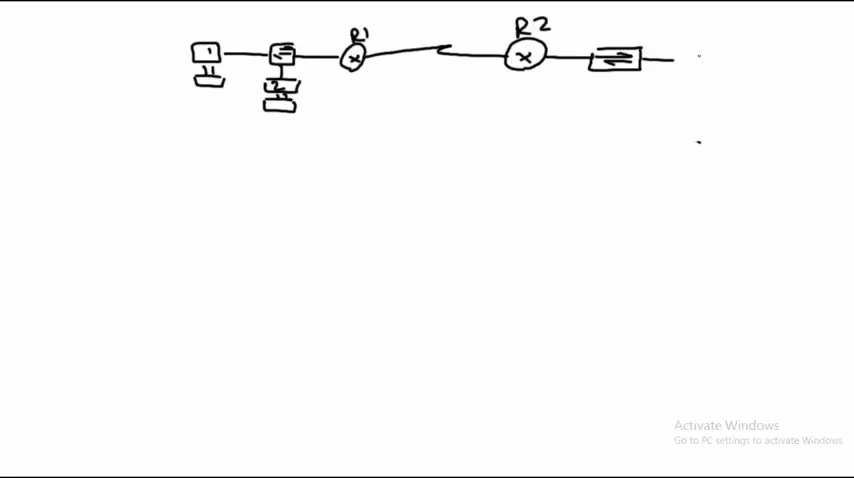 R1
R2
1
2
Activate Windows
Go to PC settings to activate Windows.